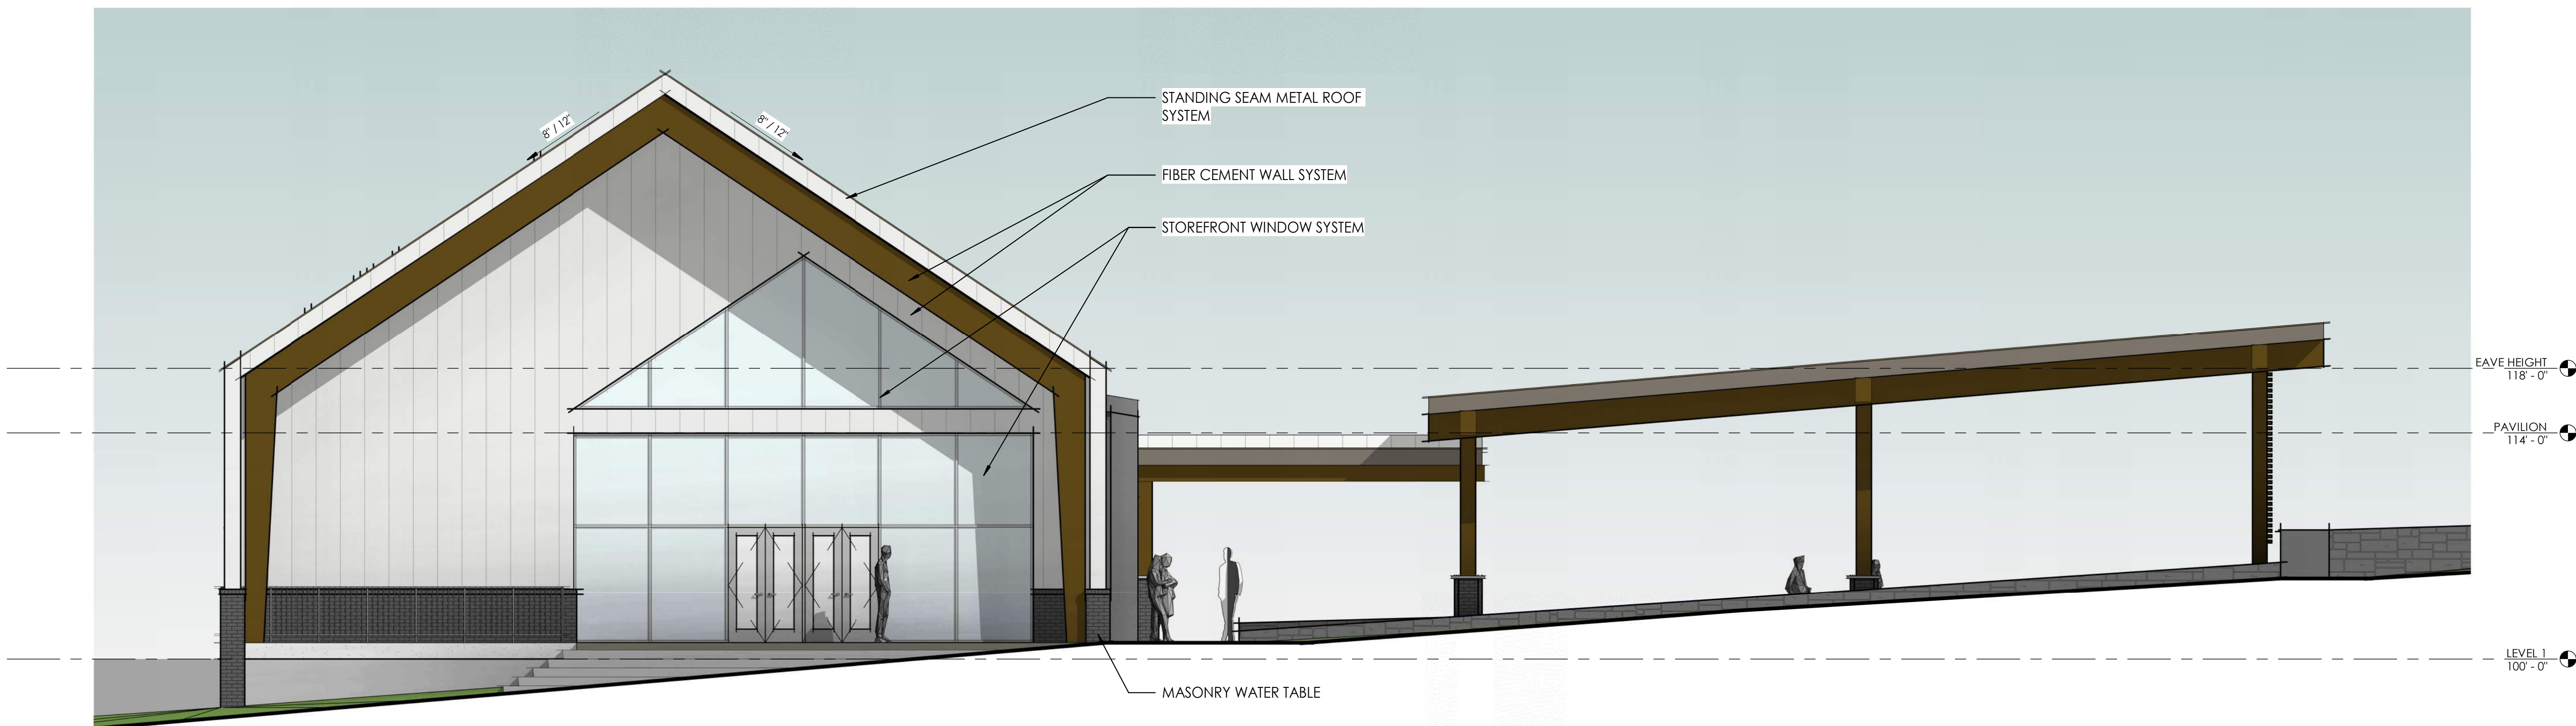 8" / 12"
8" / 12"
STANDING SEAM METAL ROOF
SYSTEM
FIBER CEMENT WALL SYSTEM
STOREFRONT WINDOW SYSTEM
EAVE HEIGHT
118' - 0"
PAVILION
114' - 0"
LEVEL 1
100' - 0"
MASONRY WATER TABLE